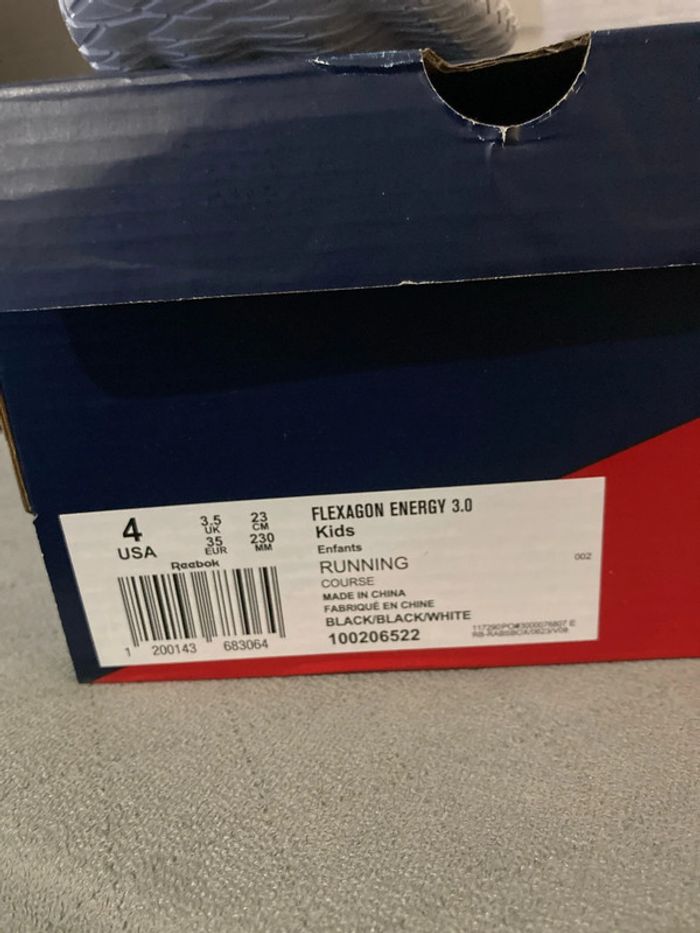 4
USA
3.5
UK
35
EUR
23
CM
230
MM
Reebok
1 200143 683064
FLEXAGON ENERGY 3.0
Kids
Enfants
RUNNING
COURSE
MADE IN CHINA
FABRIQUÉ EN CHINE
BLACK/BLACK/WHITE
100206522
002